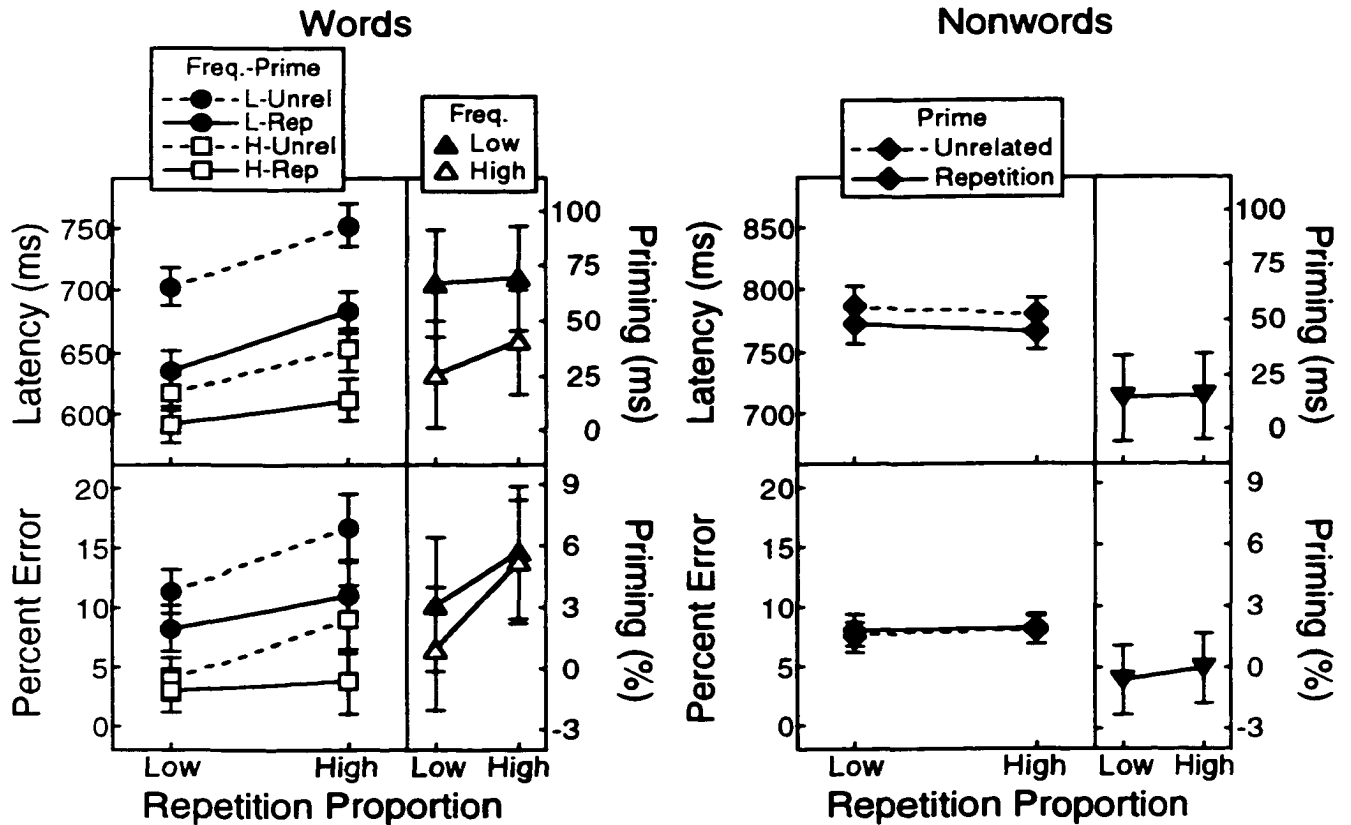 Words
Freq.-Prime
L-Unrel
L-Rep
H-Unrel
H-Rep
Freq.
Low
High
Latency (ms)
750
700
650
600
100
75
50
25
0
Priming (ms)
Percent Error
20
15
10
5
0
9
6
3
0
-3
Priming (%)
Low High Low High
Repetition Proportion
Nonwords
Prime
Unrelated
Repetition
Latency (ms)
850
800
750
700
100
75
50
25
0
Priming (ms)
Percent Error
20
15
10
5
0
9
6
3
0
-3
Priming (%)
Low High Low High
Repetition Proportion